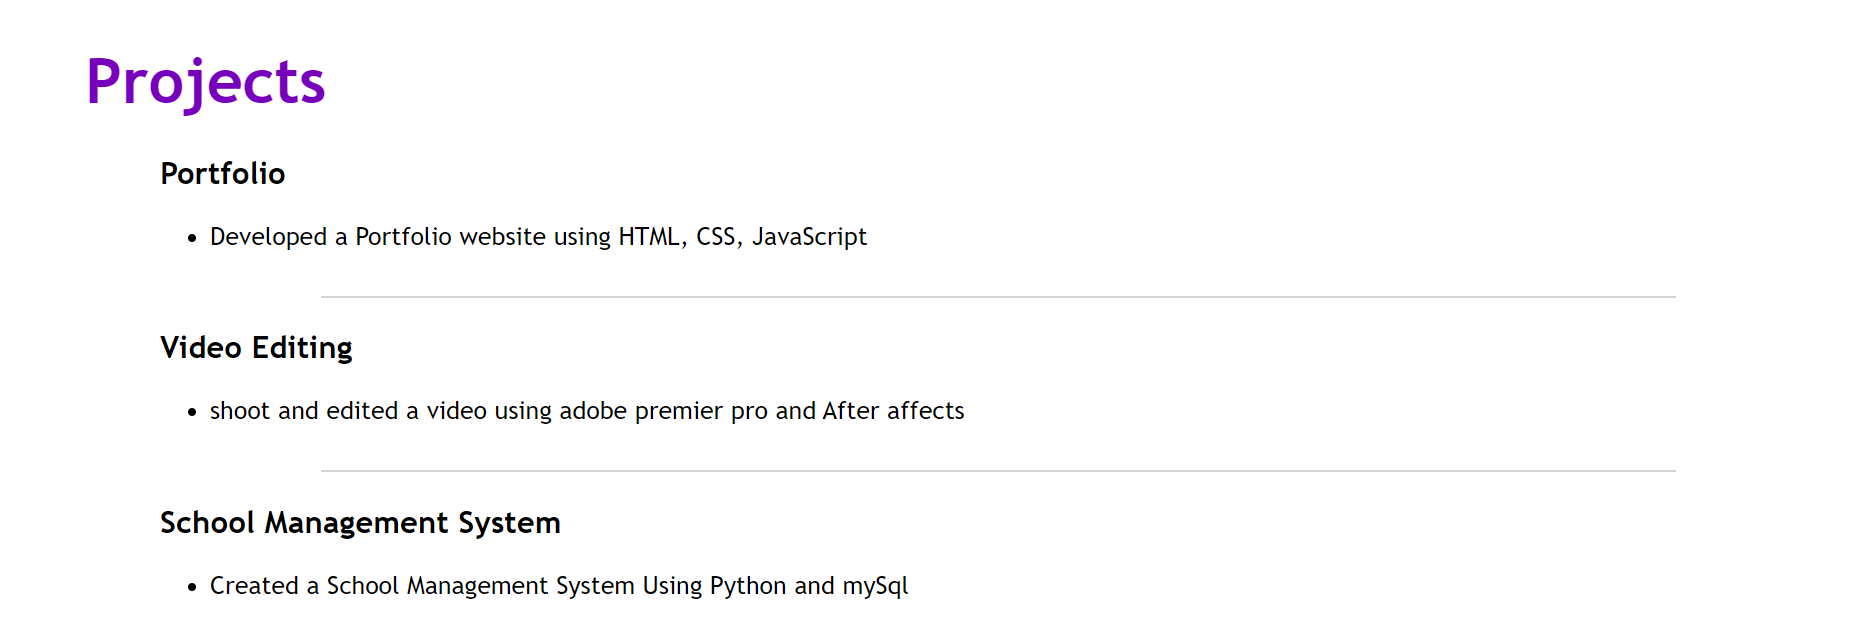 Projects
Portfolio
• Developed a Portfolio website using HTML, CSS, JavaScript
Video Editing
• shoot and edited a video using adobe premier pro and After affects
School Management System
• Created a School Management System Using Python and mySql